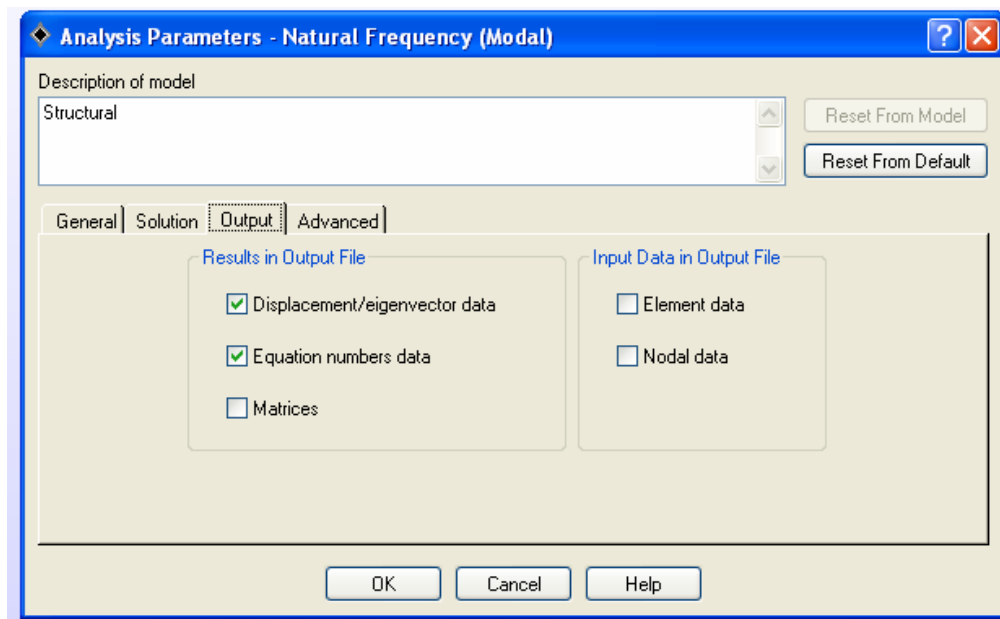 Analysis Parameters - Natural Frequency (Modal)
?
Description of model
Structural
Reset From Model
Reset From Default
General Solution Output Advanced
Results in Output File
Displacement/eigenvector data
Equation numbers data
Matrices
Input Data in Output File
Element data
Nodal data
OK Cancel Help